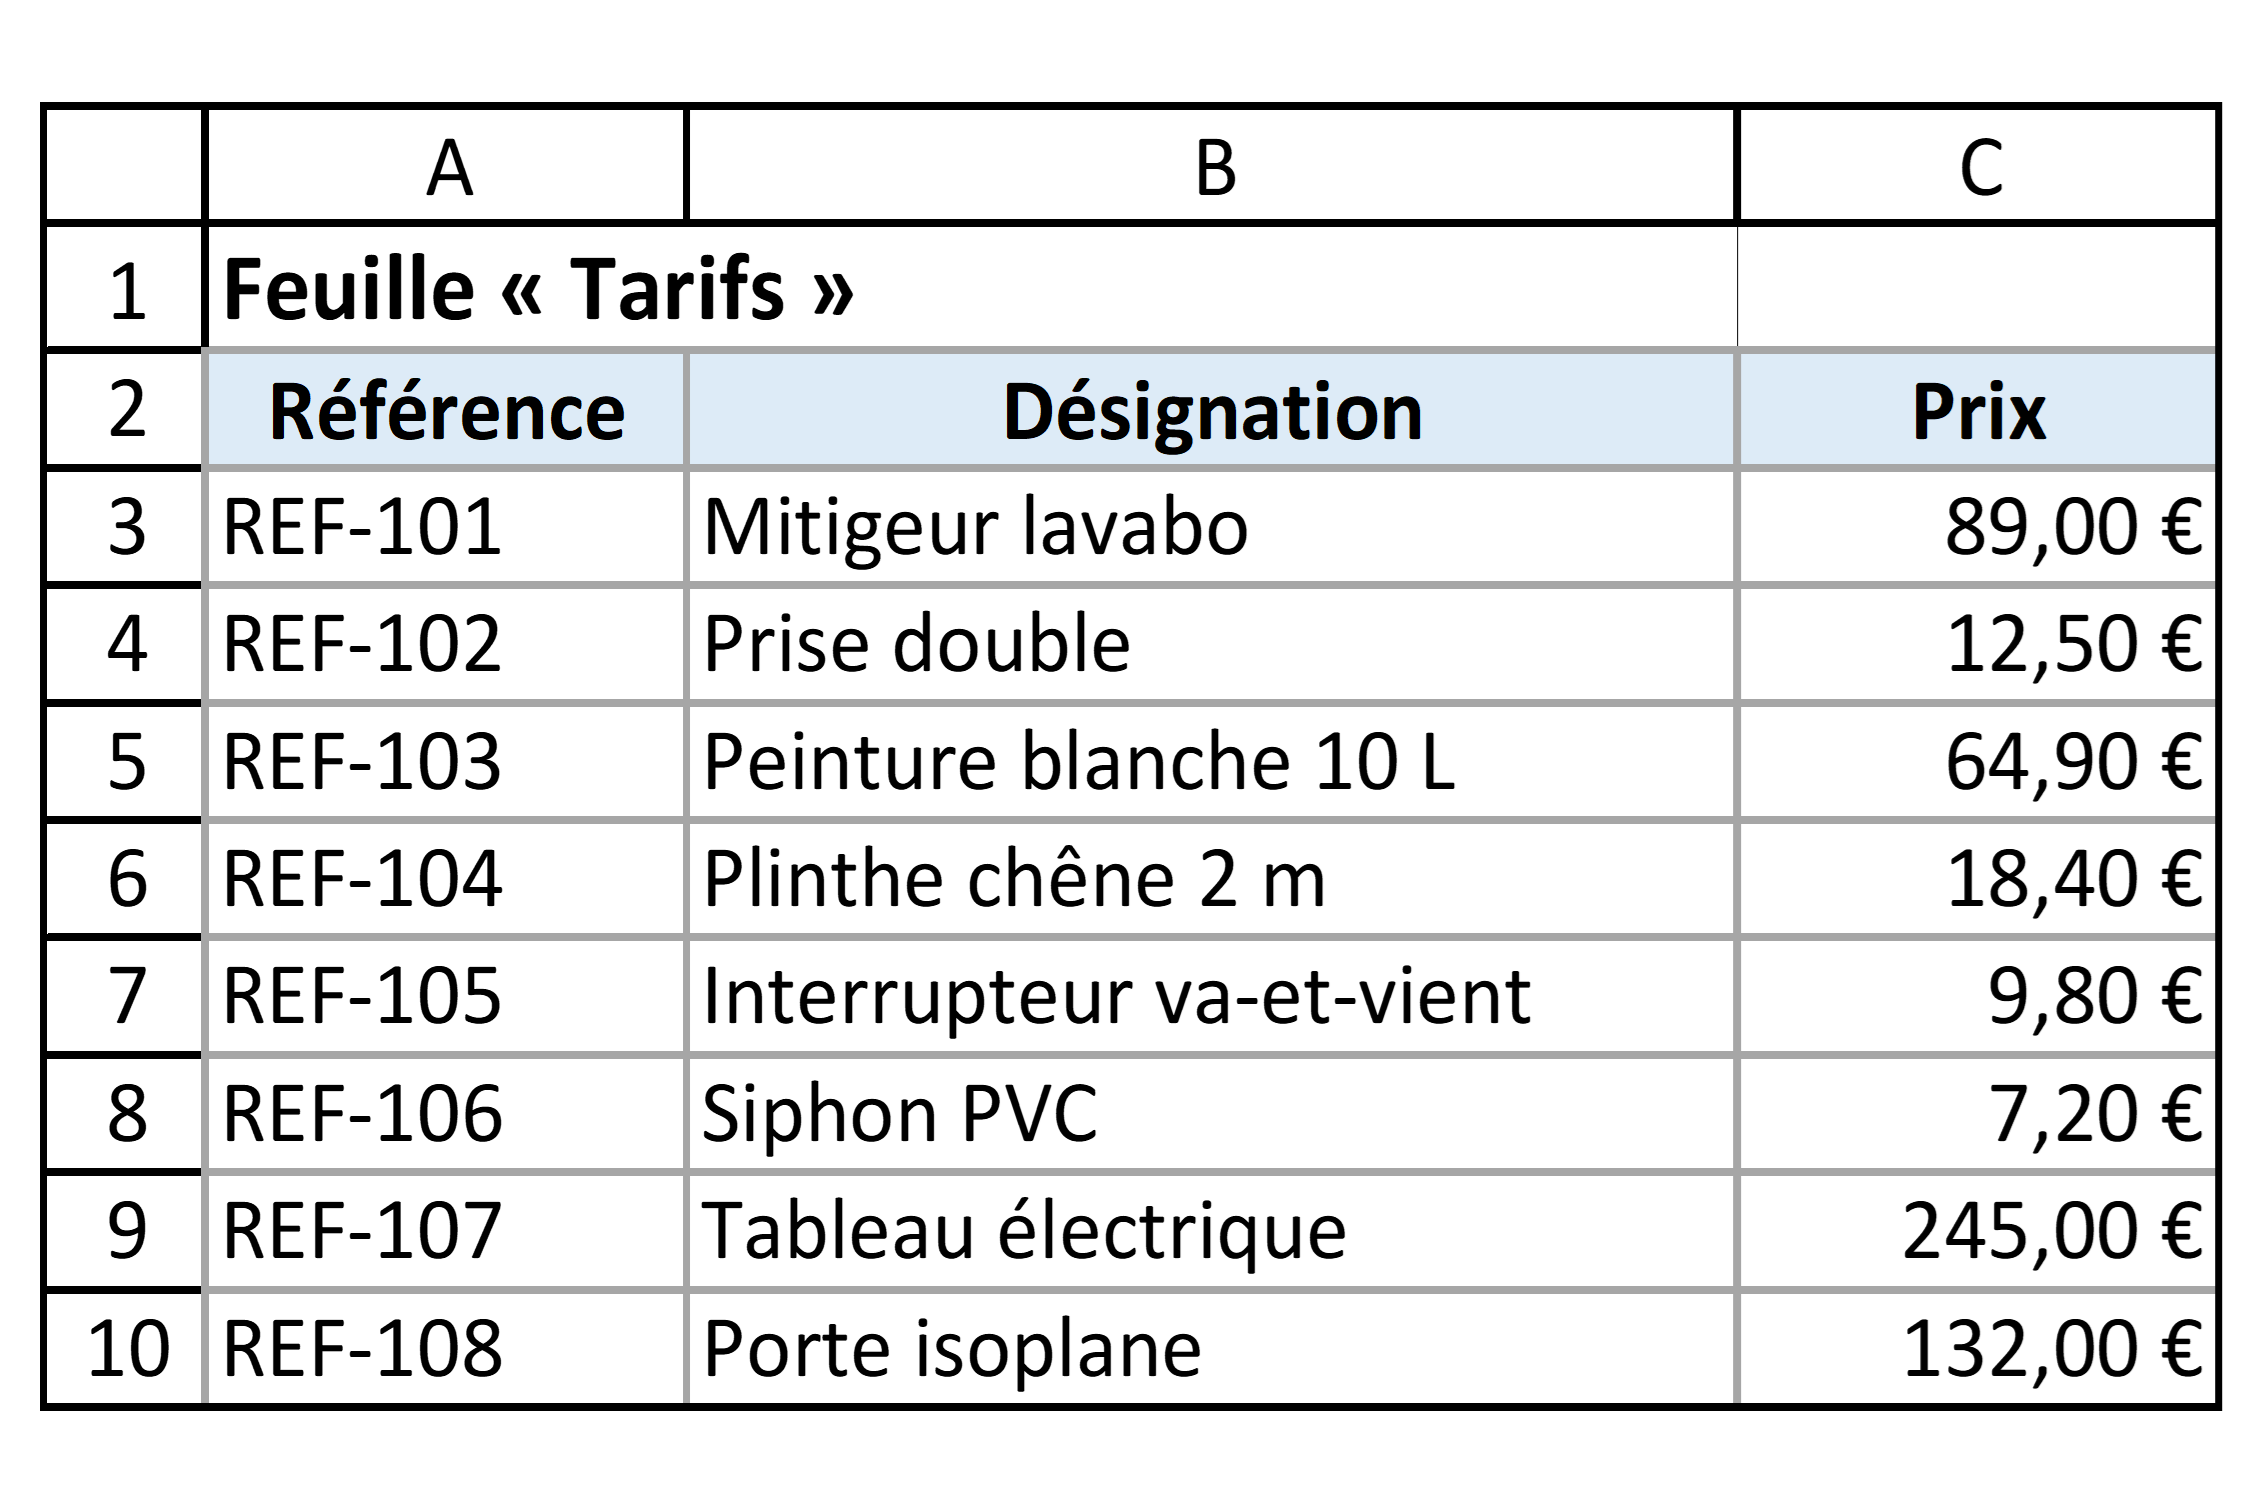 A B C
1 Feuille « Tarifs »
2 Référence Désignation Prix
3 REF-101 Mitigeur lavabo 89,00 €
4 REF-102 Prise double 12,50 €
5 REF-103 Peinture blanche 10 L 64,90 €
6 REF-104 Plinthe chêne 2 m 18,40 €
7 REF-105 Interrupteur va-et-vient 9,80 €
8 REF-106 Siphon PVC 7,20 €
9 REF-107 Tableau électrique 245,00 €
10 REF-108 Porte isoplane 132,00 €